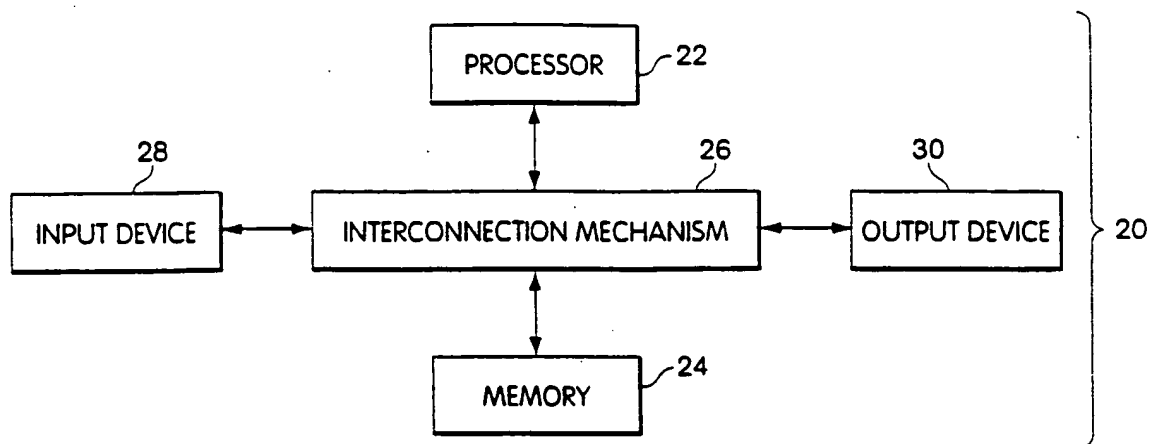 PROCESSOR 22
28 26 30
INPUT DEVICE INTERCONNECTION MECHANISM OUTPUT DEVICE 20
MEMORY 24